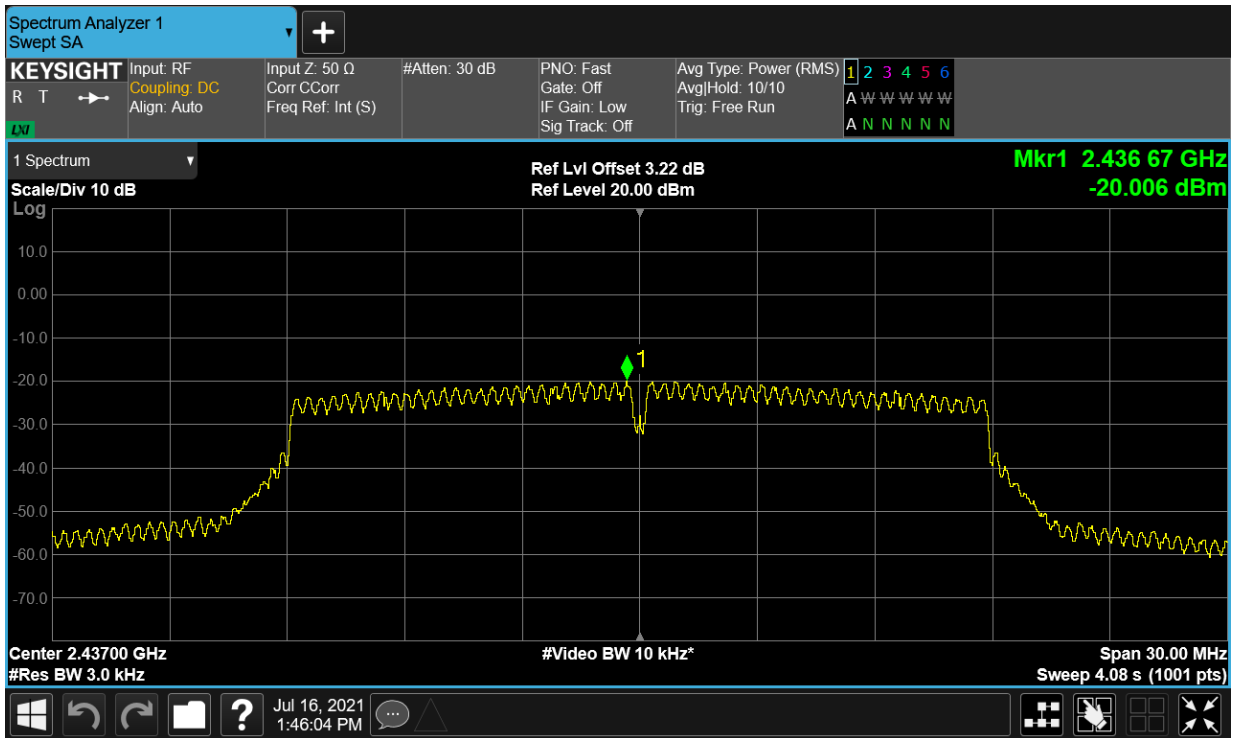 Spectrum Analyzer 1
Swept SA
KEYSIGHT
R T
LXI
Input: RF
Coupling: DC
Align: Auto
Input Z: 50 Ω
Corr CCorr
Freq Ref: Int (S)
#Atten: 30 dB
PNO: Fast
Gate: Off
IF Gain: Low
Sig Track: Off
Avg Type: Power (RMS)
Avg|Hold: 10/10
Trig: Free Run
1 2 3 4 5 6
A W W W W W
A N N N N N
1 Spectrum
Scale/Div 10 dB
Log
Ref Lvl Offset 3.22 dB
Ref Level 20.00 dBm
Mkr1 2.436 67 GHz
-20.006 dBm
10.0
0.00
-10.0
1
-20.0
-30.0
-40.0
-50.0
-60.0
-70.0
Center 2.43700 GHz
#Res BW 3.0 kHz
#Video BW 10 kHz*
Span 30.00 MHz
Sweep 4.08 s (1001 pts)
?
Jul 16, 2021
1:46:04 PM